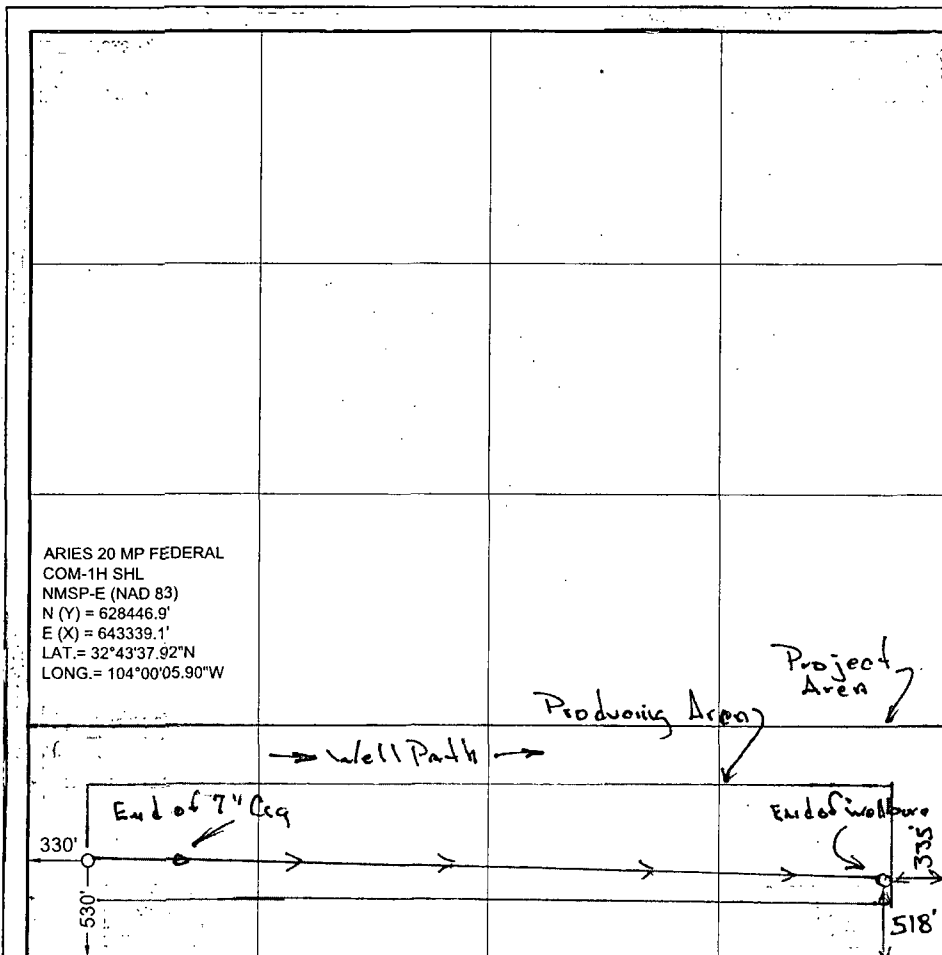 ARIES 20 MP FEDERAL
COM-1H SHL
NMSP-E (NAD 83)
N (Y) = 628446.9'
E (X) = 643339.1'
LAT.= 32°43'37.92"N
LONG.= 104°00'05.90"W
Project
Area
Producing Area
Well Path
End of 7" Csg
End of wellbore
330'
335'
530'
518'